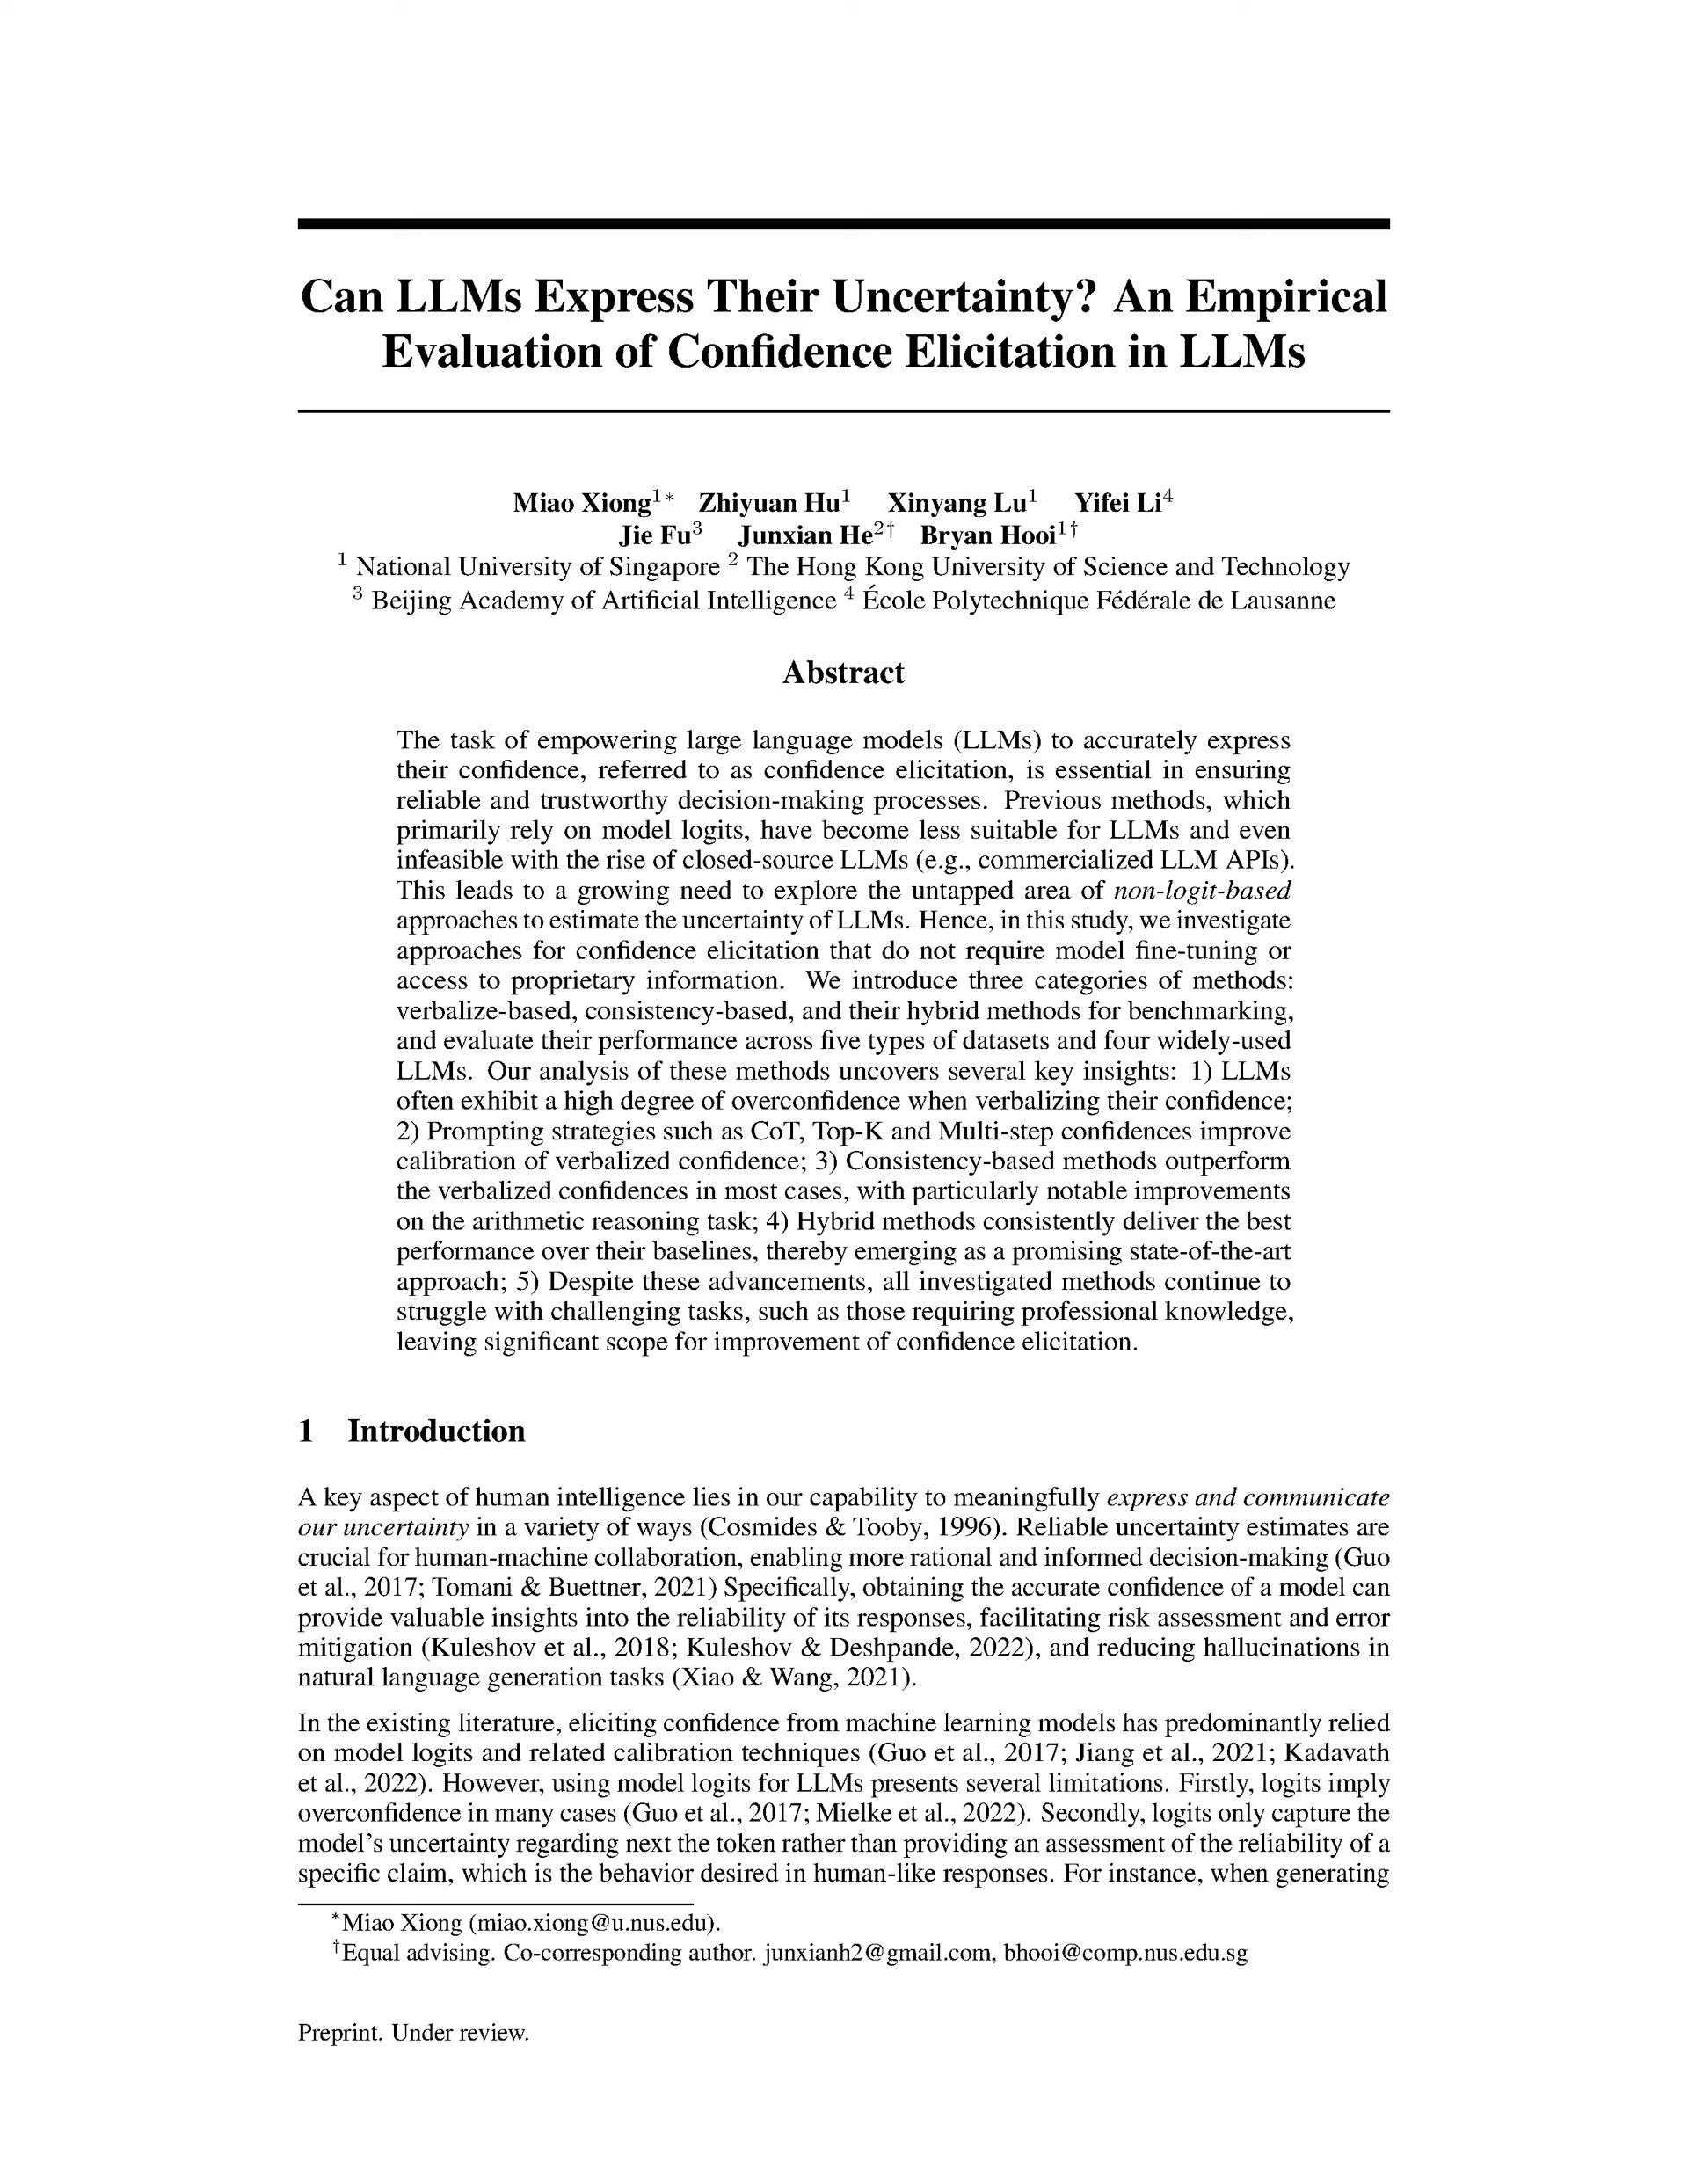 Can LLMs Express Their Uncertainty? An Empirical
Evaluation of Confidence Elicitation in LLMs
Miao Xiong1* Zhiyuan Hu1 Xinyang Lu1 Yifei Li4
Jie Fu3 Junxian He2† Bryan Hooi1†
1 National University of Singapore 2 The Hong Kong University of Science and Technology
3 Beijing Academy of Artificial Intelligence 4 École Polytechnique Fédérale de Lausanne
Abstract
The task of empowering large language models (LLMs) to accurately express
their confidence, referred to as confidence elicitation, is essential in ensuring
reliable and trustworthy decision-making processes. Previous methods, which
primarily rely on model logits, have become less suitable for LLMs and even
infeasible with the rise of closed-source LLMs (e.g., commercialized LLM APIs).
This leads to a growing need to explore the untapped area of non-logit-based
approaches to estimate the uncertainty of LLMs. Hence, in this study, we investigate
approaches for confidence elicitation that do not require model fine-tuning or
access to proprietary information. We introduce three categories of methods:
verbalize-based, consistency-based, and their hybrid methods for benchmarking,
and evaluate their performance across five types of datasets and four widely-used
LLMs. Our analysis of these methods uncovers several key insights: 1) LLMs
often exhibit a high degree of overconfidence when verbalizing their confidence;
2) Prompting strategies such as CoT, Top-K and Multi-step confidences improve
calibration of verbalized confidence; 3) Consistency-based methods outperform
the verbalized confidences in most cases, with particularly notable improvements
on the arithmetic reasoning task; 4) Hybrid methods consistently deliver the best
performance over their baselines, thereby emerging as a promising state-of-the-art
approach; 5) Despite these advancements, all investigated methods continue to
struggle with challenging tasks, such as those requiring professional knowledge,
leaving significant scope for improvement of confidence elicitation.
1 Introduction
A key aspect of human intelligence lies in our capability to meaningfully express and communicate
our uncertainty in a variety of ways (Cosmides & Tooby, 1996). Reliable uncertainty estimates are
crucial for human-machine collaboration, enabling more rational and informed decision-making (Guo
et al., 2017; Tomani & Buettner, 2021) Specifically, obtaining the accurate confidence of a model can
provide valuable insights into the reliability of its responses, facilitating risk assessment and error
mitigation (Kuleshov et al., 2018; Kuleshov & Deshpande, 2022), and reducing hallucinations in
natural language generation tasks (Xiao & Wang, 2021).
In the existing literature, eliciting confidence from machine learning models has predominantly relied
on model logits and related calibration techniques (Guo et al., 2017; Jiang et al., 2021; Kadavath
et al., 2022). However, using model logits for LLMs presents several limitations. Firstly, logits imply
overconfidence in many cases (Guo et al., 2017; Mielke et al., 2022). Secondly, logits only capture the
model's uncertainty regarding next the token rather than providing an assessment of the reliability of a
specific claim, which is the behavior desired in human-like responses. For instance, when generating
*Miao Xiong (miao.xiong@u.nus.edu).
†Equal advising. Co-corresponding author. junxianh2@gmail.com, bhooi@comp.nus.edu.sg
Preprint. Under review.